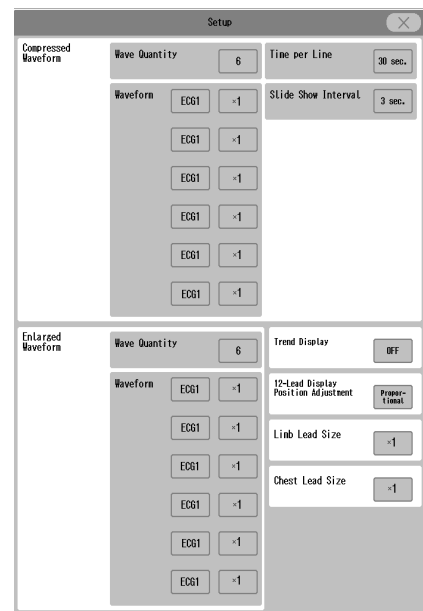 Setup
Compressed
Waveform
Wave Quantity
6
Time per Line
30 sec.
Waveform
ECG1
×1
Slide Show Interval
3 sec.
ECG1
×1
ECG1
×1
ECG1
×1
ECG1
×1
ECG1
×1
Enlarged
Waveform
Wave Quantity
6
Trend Display
OFF
Waveform
ECG1
×1
12-Lead Display
Position Adjustment
Propor-
tional
ECG1
×1
Limb Lead Size
×1
ECG1
×1
Chest Lead Size
×1
ECG1
×1
ECG1
×1
ECG1
×1